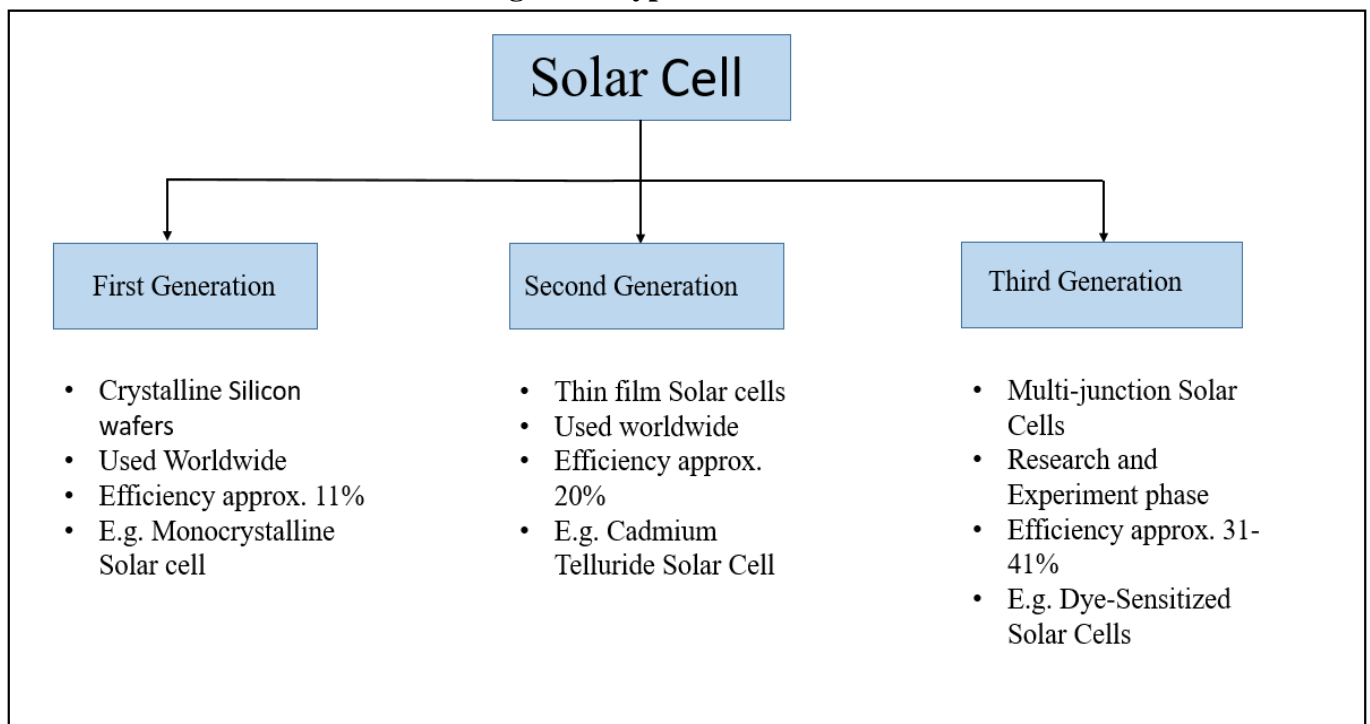 Solar Cell
First Generation
Second Generation
Third Generation
• Crystalline Silicon
wafers
• Used Worldwide
• Efficiency approx. 11%
• E.g. Monocrystalline
Solar cell
• Thin film Solar cells
• Used worldwide
• Efficiency approx.
20%
• E.g. Cadmium
Telluride Solar Cell
• Multi-junction Solar
Cells
• Research and
Experiment phase
• Efficiency approx. 31-
41%
• E.g. Dye-Sensitized
Solar Cells